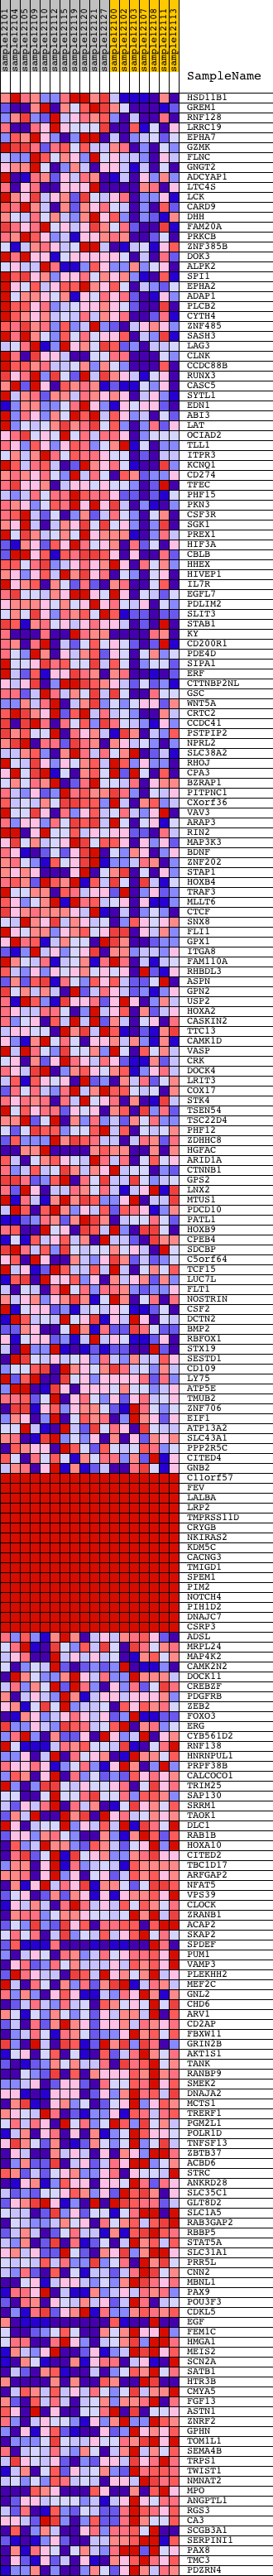 sample12101
sample12104
sample12105
sample12109
sample12110
sample12112
sample12115
sample12119
sample12120
sample12121
sample12127
sample12100
sample12102
sample12103
sample12107
sample12108
sample12111
sample12113
SampleName
HSD11B1
GREM1
RNF128
LRRC19
EPHA7
GZMK
FLNC
GNGT2
ADCYAP1
LTC4S
LCK
CARD9
DHH
FAM20A
PRKCB
ZNF385B
DOK3
ALPK2
SPI1
EPHA2
ADAP1
PLCB2
CYTH4
ZNF485
SASH3
LAG3
CLNK
CCDC88B
RUNX3
CASC5
SYTL1
EDN1
ABI3
LAT
OCIAD2
TLL1
ITPR3
KCNQ1
CD274
TFEC
PHF15
PKN3
CSF3R
SGK1
PREX1
HIF3A
CBLB
HHEX
HIVEP1
IL7R
EGFL7
PDLIM2
SLIT3
STAB1
KY
CD200R1
PDE4D
SIPA1
ERF
CTTNBP2NL
GSC
WNT5A
CRTC2
CCDC41
PSTPIP2
NPRL2
SLC38A2
RHOJ
CPA3
BZRAP1
PITPNC1
CXorf36
VAV3
ARAP3
RIN2
MAP3K3
BDNF
ZNF202
STAP1
HOXB4
TRAF3
MLLT6
CTCF
SNX8
FLI1
GPX1
ITGA8
FAM110A
RHBDL3
ASPN
GPN2
USP2
HOXA2
CASKIN2
TTC13
CAMK1D
VASP
CRK
DOCK4
LRIT3
COX17
STK4
TSEN54
TSC22D4
PHF12
ZDHHC8
HGFAC
ARID1A
CTNNB1
GPS2
LNX2
MTUS1
PDCD10
PATL1
HOXB9
CPEB4
SDCBP
C5orf64
TCF15
LUC7L
FLT1
NOSTRIN
CSF2
DCTN2
BMP2
RBFOX1
STX19
SESTD1
CD109
LY75
ATP5E
TMUB2
ZNF706
EIF1
ATP13A2
SLC43A1
PPP2R5C
CITED4
GNB2
C11orf57
FEV
LALBA
LRP2
TMPRSS11D
CRYGB
NKIRAS2
KDM5C
CACNG3
TMIGD1
SPEM1
PIM2
NOTCH4
PIH1D2
DNAJC7
CSRP3
ADSL
MRPL24
MAP4K2
CAMK2N2
DOCK11
CREBZF
PDGFRB
ZEB2
FOXO3
ERG
CYB561D2
RNF138
HNRNPUL1
PRPF38B
CALCOCO1
TRIM25
SAP130
SRRM1
TAOK1
DLC1
RAB1B
HOXA10
CITED2
TBC1D17
ARFGAP2
NFAT5
VPS39
CLOCK
ZRANB1
ACAP2
SKAP2
SPDEF
PUM1
VAMP3
PLEKHH2
MEF2C
GNL2
CHD6
ARV1
CD2AP
FBXW11
GRIN2B
AKT1S1
TANK
RANBP9
SMEK2
DNAJA2
MCTS1
TRERF1
PGM2L1
POLR1D
TNFSF13
ZBTB37
ACBD6
STRC
ANKRD28
SLC35C1
GLT8D2
SLC1A5
RAB3GAP2
RBBP5
STAT5A
SLC31A1
PRR5L
CNN2
MBNL1
PAX9
POU3F3
CDKL5
EGF
FEM1C
HMGA1
MEIS2
SCN2A
SATB1
HTR3B
CMYA5
FGF13
ASTN1
ZNRF2
GPHN
TOM1L1
SEMA4B
TRPS1
TWIST1
NMNAT2
MPO
ANGPTL1
RGS3
CA3
SCGB3A1
SERPINI1
PAX8
TMC3
PDZRN4